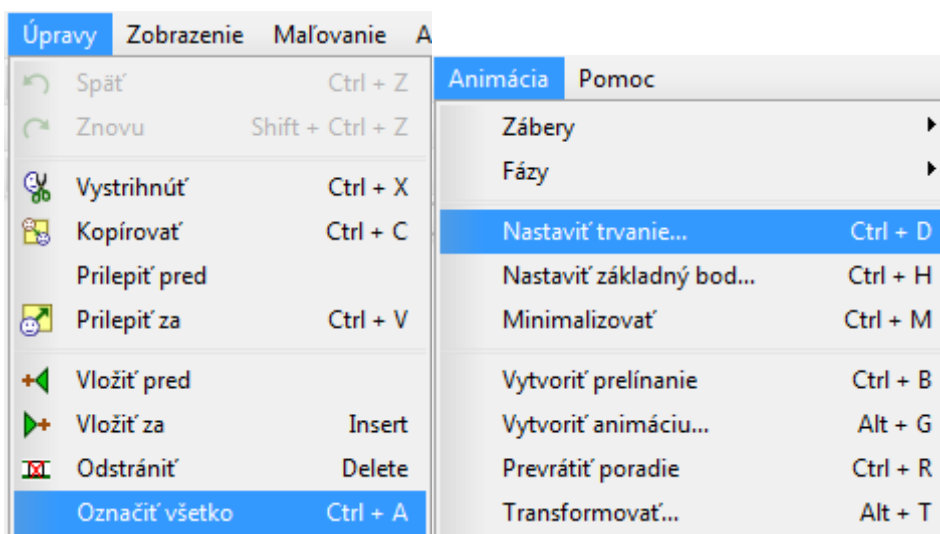 Úpravy Zobrazenie Maľovanie A
Späť Ctrl + Z
Znovu Shift + Ctrl + Z
Vystrihnúť Ctrl + X
Kopírovať Ctrl + C
Prilepiť pred
Prilepiť za Ctrl + V
Vložiť pred
Vložiť za Insert
Odstrániť Delete
Označiť všetko Ctrl + A
Animácia Pomoc
Zábery
Fázy
Nastaviť trvanie... Ctrl + D
Nastaviť základný bod... Ctrl + H
Minimalizovať Ctrl + M
Vytvoriť prelínanie Ctrl + B
Vytvoriť animáciu... Alt + G
Prevrátiť poradie Ctrl + R
Transformovať... Alt + T